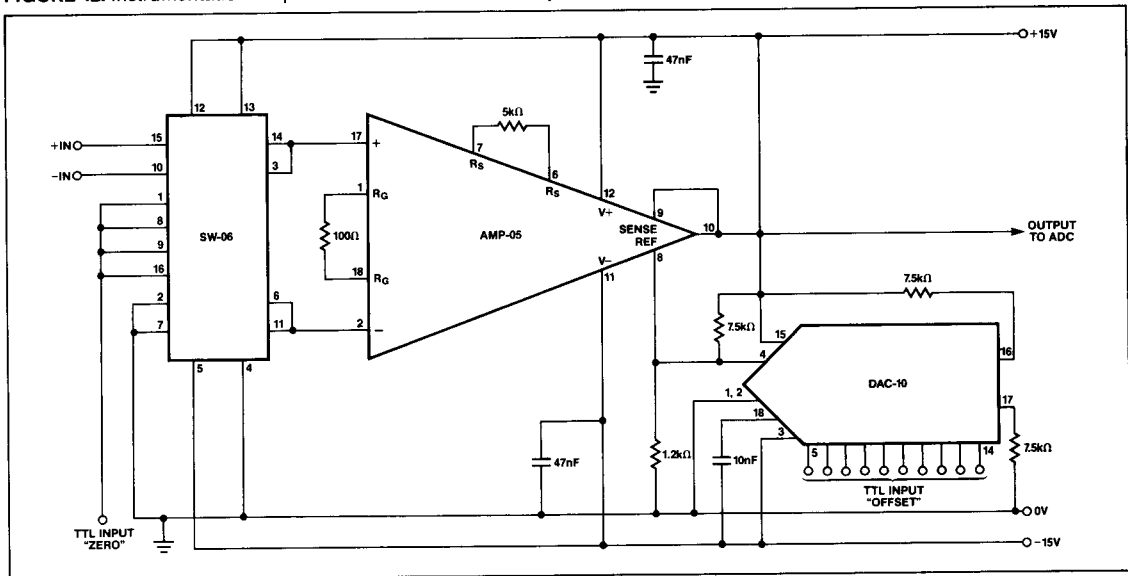 +15V
47nF
5kΩ
12
13
+IN
15
14
17
+
7
6
-IN
10
3
RS
RS
1
1
RG
12
V+
9
8
SW-06
AMP-05
SENSE
10
OUTPUT
TO ADC
9
100Ω
REF
8
16
18
RG
V-
11
7.5kΩ
2
6
7.5kΩ
7
11
2
-
15
4
16
5
4
DAC-10
1, 2
17
18
3
47nF
1.2kΩ
10nF
5
14
7.5kΩ
TTL INPUT
"OFFSET"
TTL INPUT
"ZERO"
0V
-15V